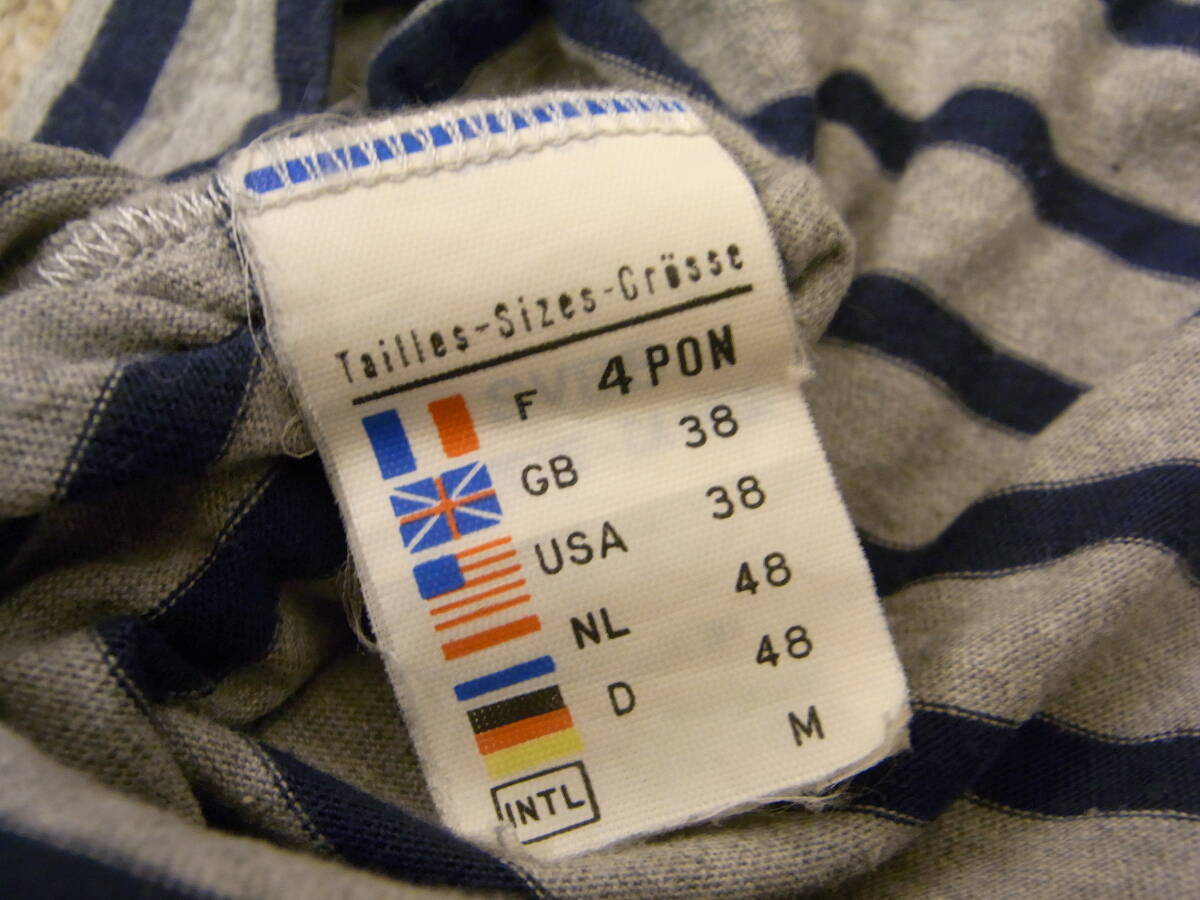 Tailles-Sizes-Grösse
F 4 PON
GB 38
USA 38
NL 48
D 48
INTL M